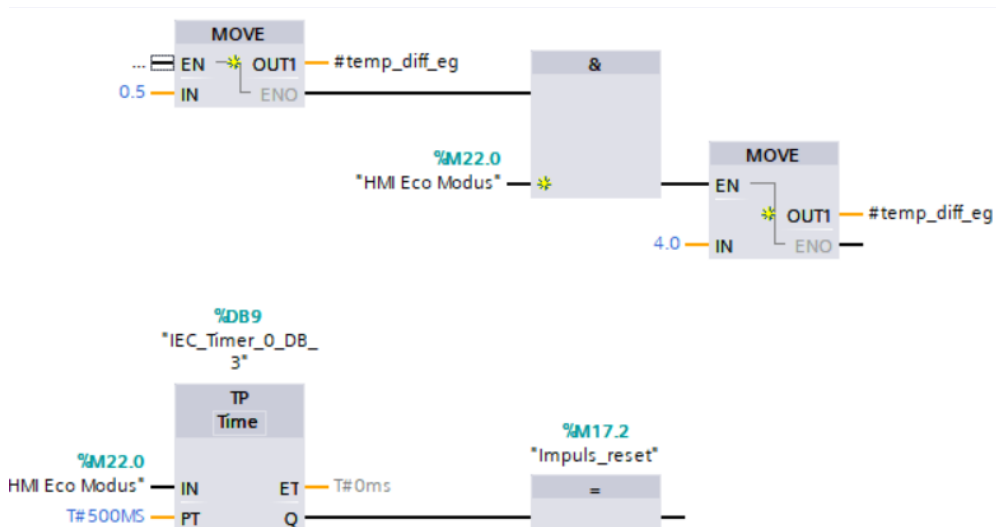 MOVE
... EN OUT1 #temp_diff_eg
0.5 IN ENO
&
%M22.0
"HMI Eco Modus"
MOVE
EN
OUT1 #temp_diff_eg
4.0 IN ENO
%DB9
"IEC_Timer_0_DB_
3"
TP
Time
%M22.0
HMI Eco Modus" IN ET T#0ms
T#500MS PT Q
%M17.2
"Impuls_reset"
=